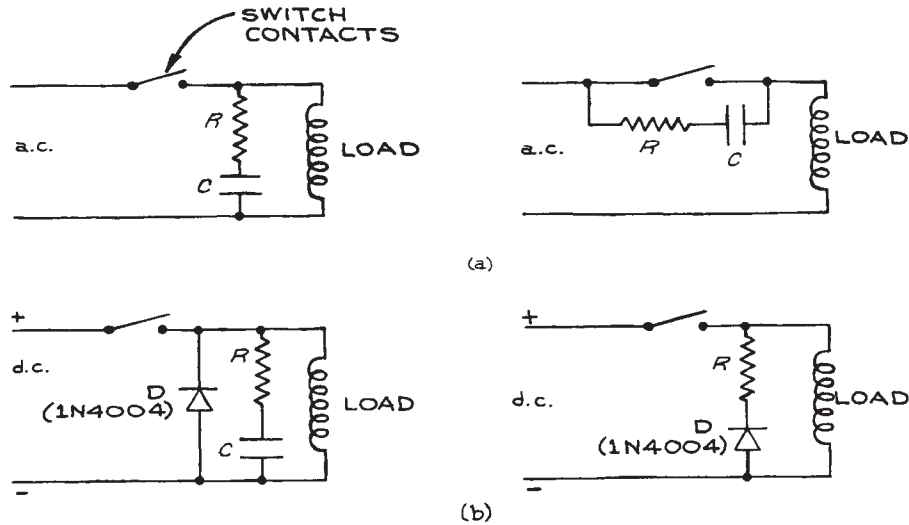 SWITCH
CONTACTS
a.c.
R
C
LOAD
a.c.
R
C
LOAD
(a)
+
d.c.
D
(1N4004)
R
C
LOAD
−
+
d.c.
R
D
(1N4004)
LOAD
−
(b)